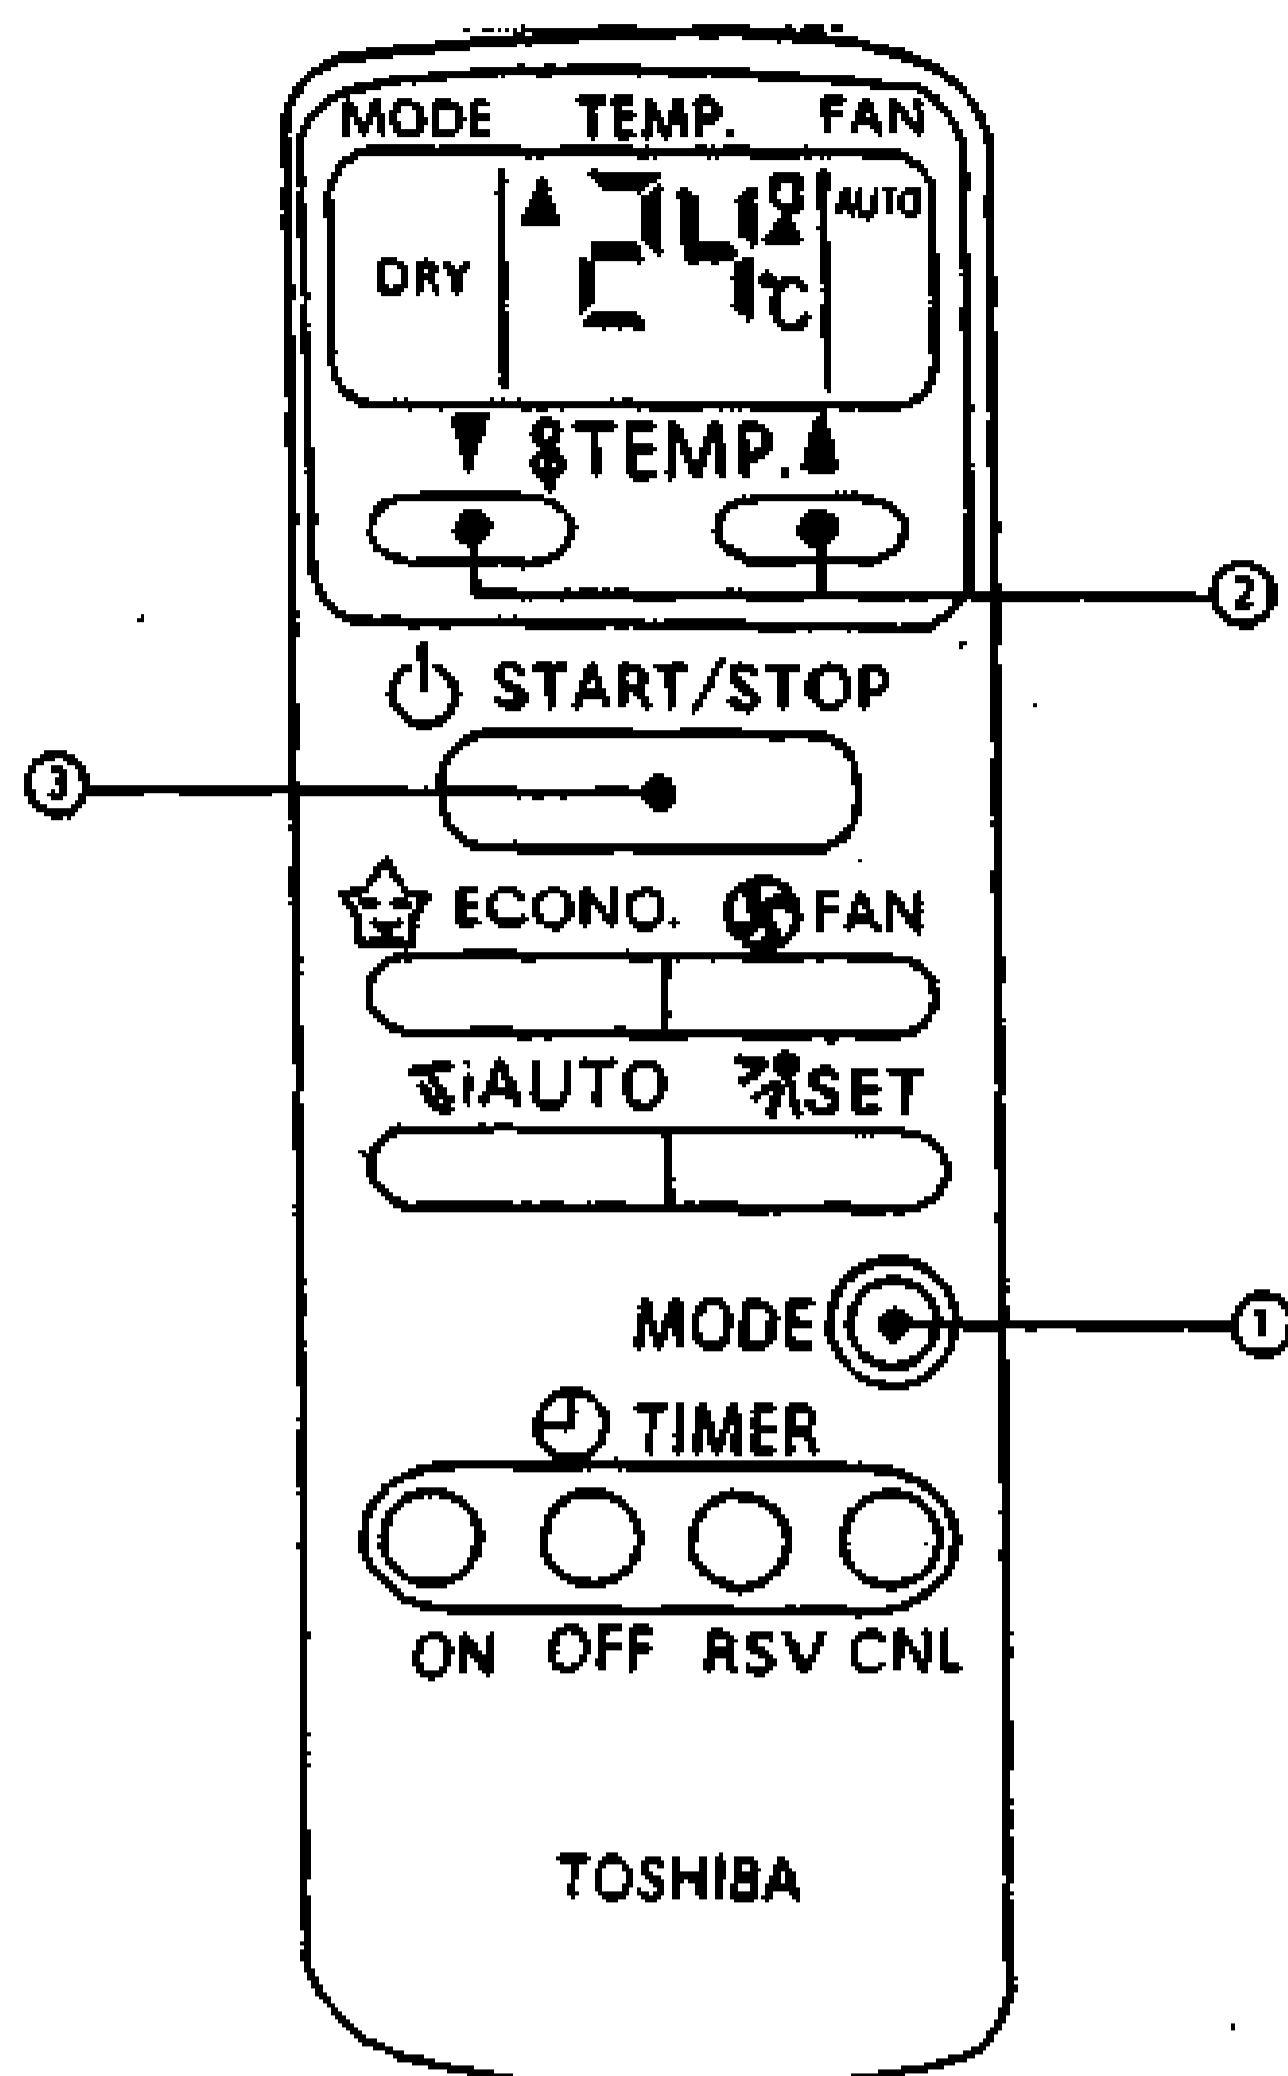 MODE TEMP. FAN
24 AUTO
DRY °C
TEMP.
②
START/STOP
③
ECONO. FAN
AUTO SET
MODE ①
TIMER
ON OFF RSV CNL
TOSHIBA